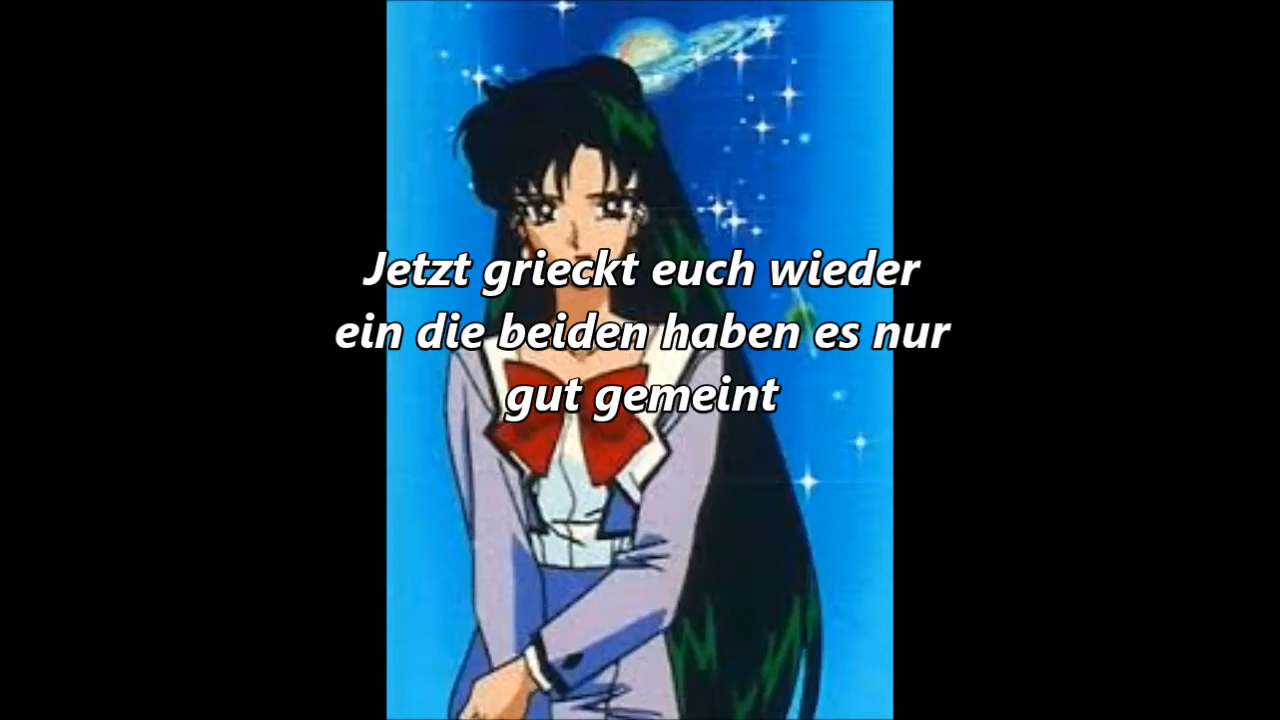 Jetzt grieckt euch wieder
ein die beiden haben es nur
gut gemeint